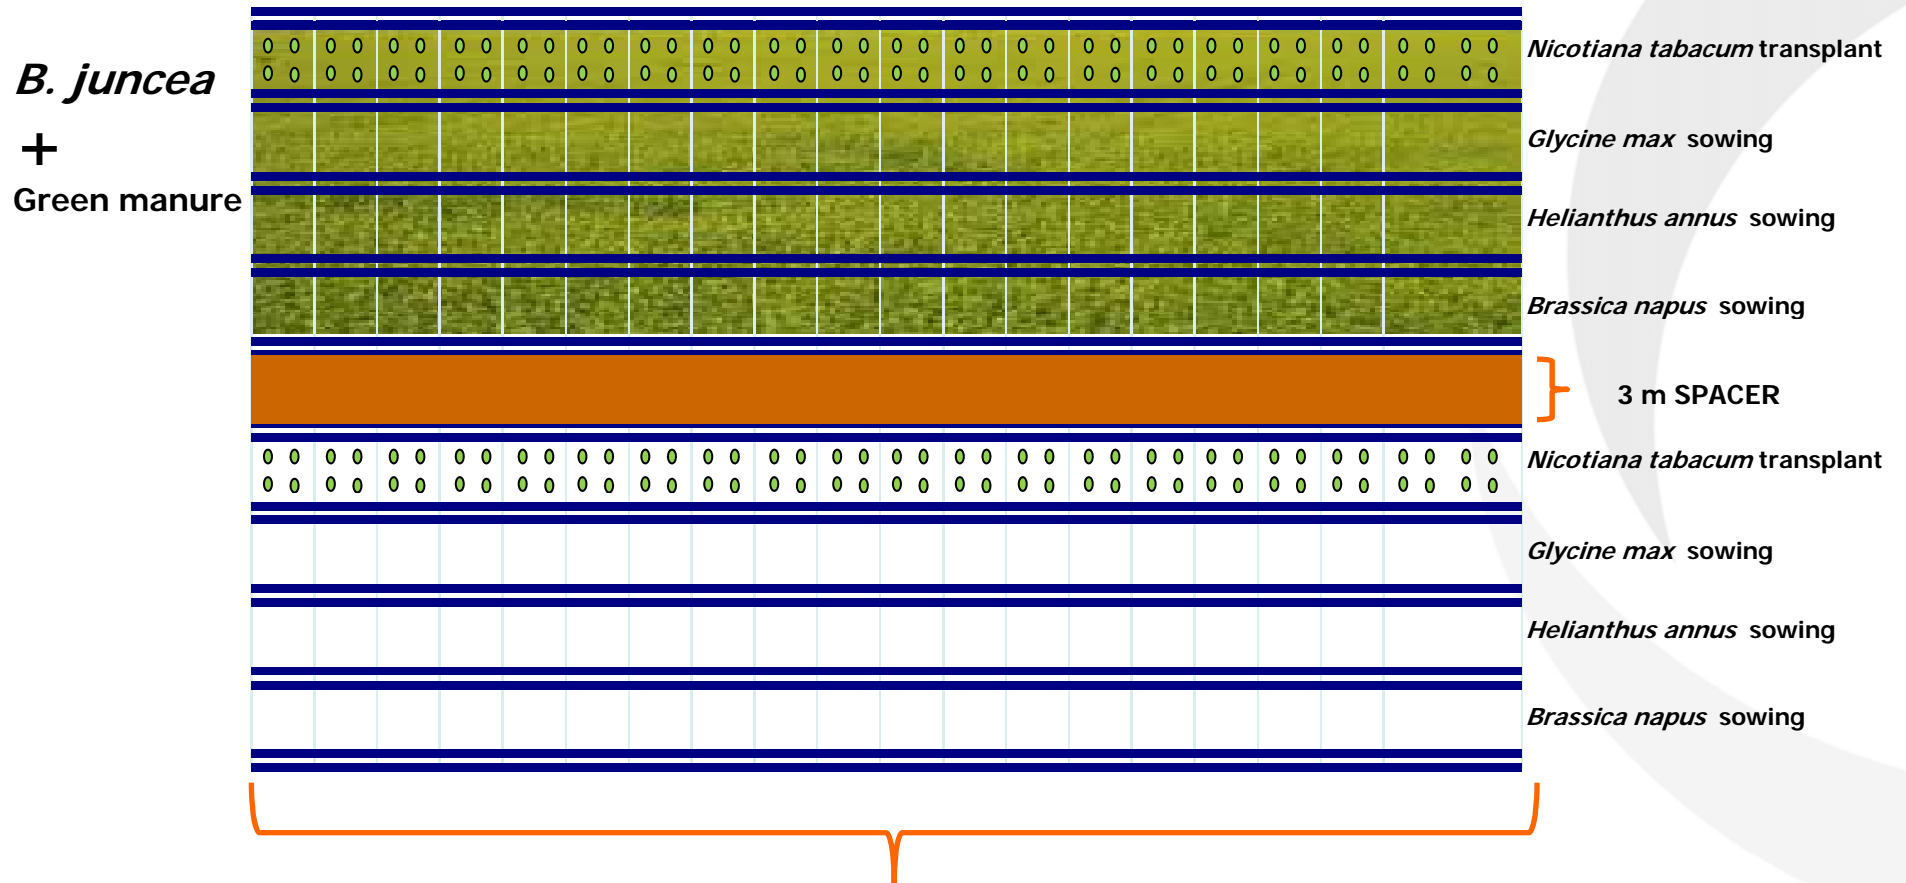 B. juncea
+
Green manure
Nicotiana tabacum transplant
Glycine max sowing
Helianthus annus sowing
Brassica napus sowing
3 m SPACER
Nicotiana tabacum transplant
Glycine max sowing
Helianthus annus sowing
Brassica napus sowing